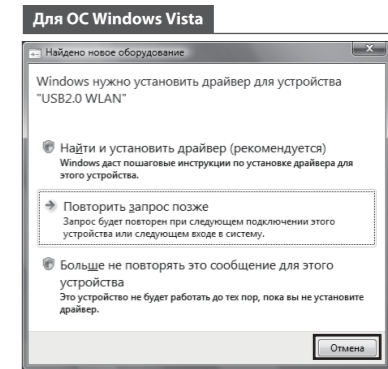 Для ОС Windows Vista
Найдено новое оборудование
Windows нужно установить драйвер для устройства
"USB2.0 WLAN"
Найти и установить драйвер (рекомендуется)
Windows даст пошаговые инструкции по установке драйвера для
этого устройства.
Повторить запрос позже
Запрос будет повторен при следующем подключении этого
устройства или следующем входе в систему.
Больше не повторять это сообщение для этого
устройства
Это устройство не будет работать до тех пор, пока вы не установите
драйвер.
Отмена